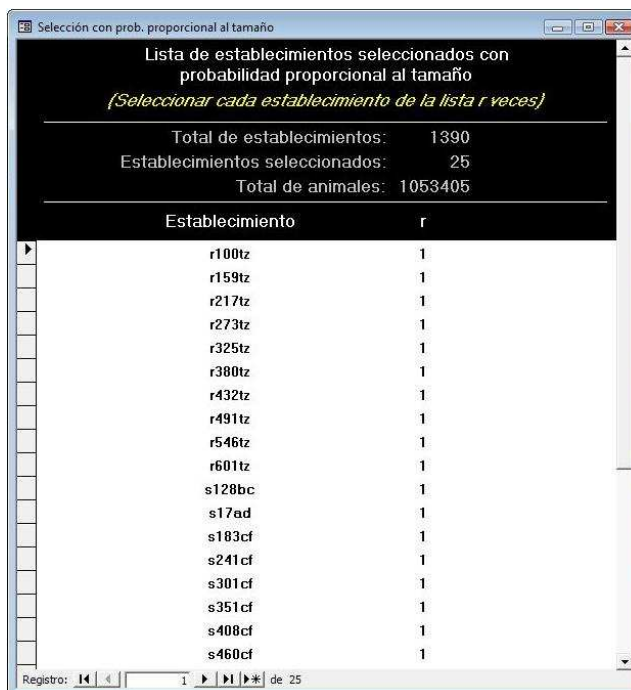 Selección con prob. proporcional al tamaño
Lista de establecimientos seleccionados con
probabilidad proporcional al tamaño
(Seleccionar cada establecimiento de la lista r veces)
Total de establecimientos: 1390
Establecimientos seleccionados: 25
Total de animales: 1053405
Establecimiento r
r100tz 1
r159tz 1
r217tz 1
r273tz 1
r325tz 1
r380tz 1
r432tz 1
r491tz 1
r546tz 1
r601tz 1
s128bc 1
s17ad 1
s183cf 1
s241cf 1
s301cf 1
s351cf 1
s408cf 1
s460cf 1
Registro: 1 de 25